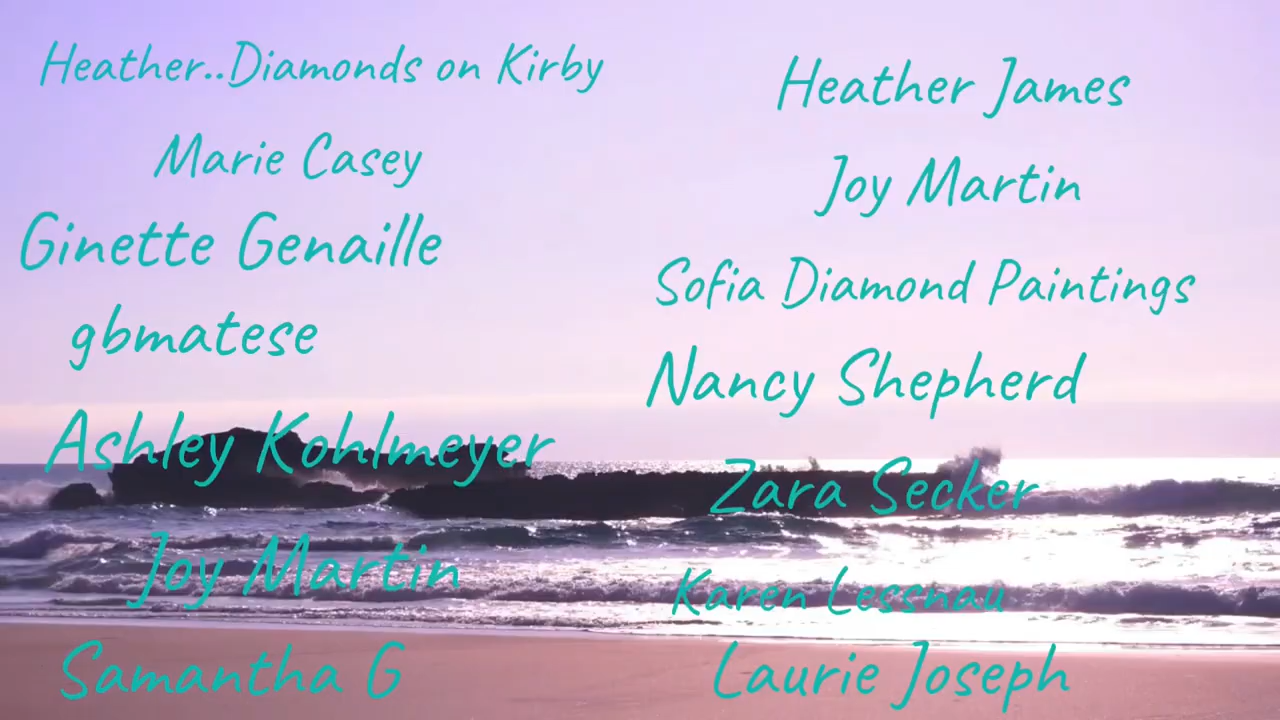 Heather..Diamonds on Kirby
Marie Casey
Ginette Genaille
gbmatese
Ashley Kohlmeyer
Joy Martin
Samantha G
Heather James
Joy Martin
Sofia Diamond Paintings
Nancy Shepherd
Zara Secker
Karen Lessnau
Laurie Joseph